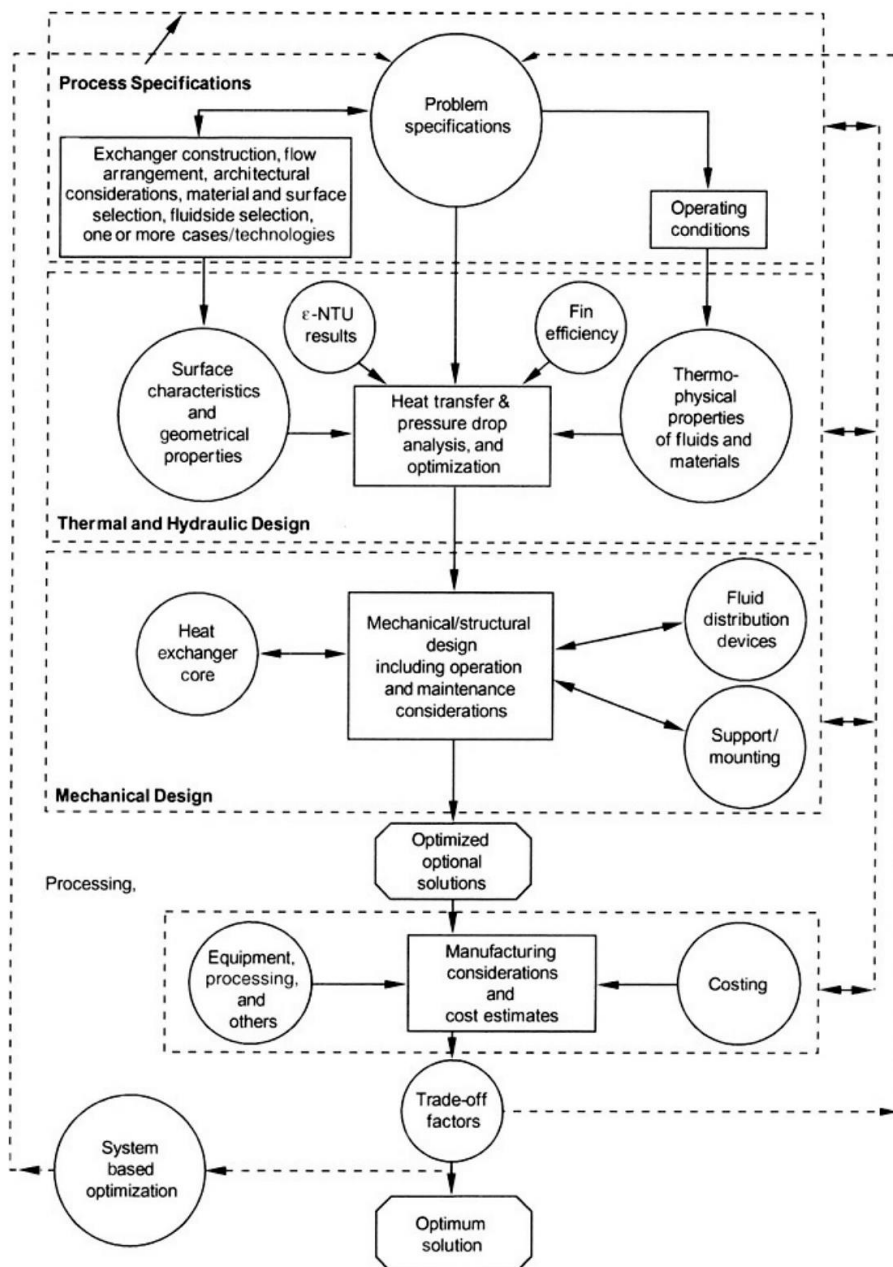 Process Specifications
Problem
specifications
Exchanger construction, flow
arrangement, architectural
considerations, material and surface
selection, fluidside selection,
one or more cases/technologies
Operating
conditions
ε-NTU
results
Fin
efficiency
Surface
characteristics
and
geometrical
properties
Heat transfer &
pressure drop
analysis, and
optimization
Thermo-
physical
properties
of fluids and
materials
Thermal and Hydraulic Design
Heat
exchanger
core
Mechanical/structural
design
including operation
and maintenance
considerations
Fluid
distribution
devices
Support/
mounting
Mechanical Design
Optimized
optional
solutions
Processing,
Equipment,
processing,
and
others
Manufacturing
considerations
and
cost estimates
Costing
Trade-off
factors
System
based
optimization
Optimum
solution